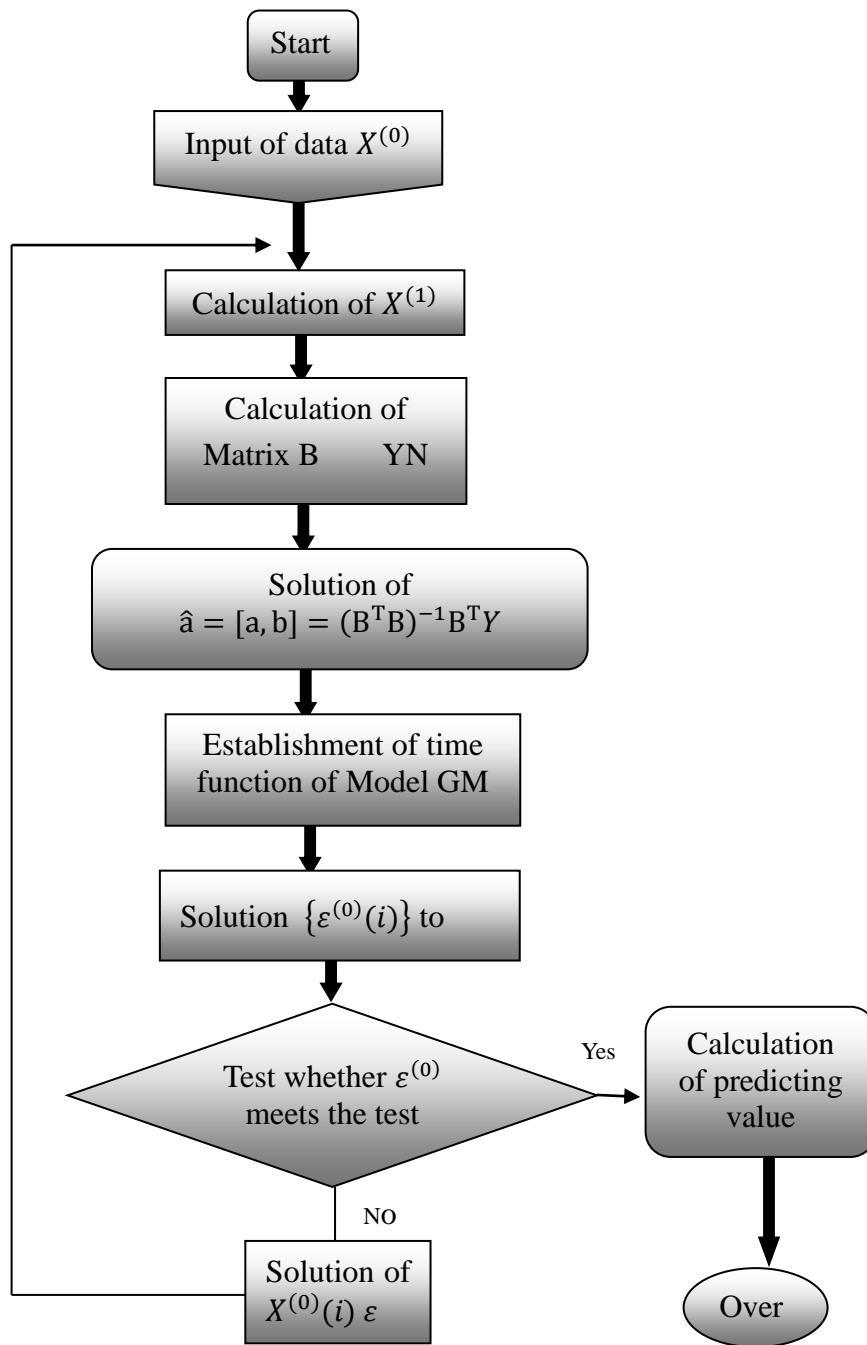 Start
Input of data X⁽⁰⁾
Calculation of X⁽¹⁾
Calculation of
Matrix B YN
Solution of
â = [a, b] = (BᵀB)⁻¹BᵀY
Establishment of time
function of Model GM
Solution {ε⁽⁰⁾(i)} to
Test whether ε⁽⁰⁾
meets the test
Yes
Calculation
of predicting
value
NO
Solution of
X⁽⁰⁾(i) ε
Over